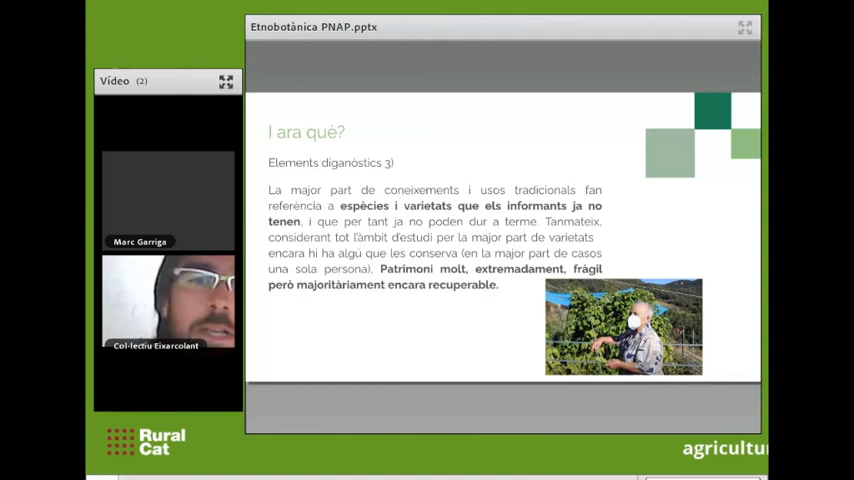 Etnobotànica PNAP.pptx
Vídeo (2)
I ara què?
Elements diganòstics 3)
La major part de coneixements i usos tradicionals fan
referència a espècies i varietats que els informants ja no
tenen, i que per tant ja no poden dur a terme. Tanmateix,
considerant tot l'àmbit d'estudi per la major part de varietats
encara hi ha algú que les conserva (en la major part de casos
una sola persona), Patrimoni molt, extremadament, fràgil
però majoritàriament encara recuperable.
Marc Garriga
Col·lectiu Eixarcolant
Rural
Cat
agricultur